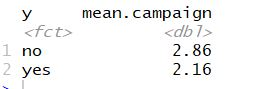 y mean.campaign
<fct> <dbl>
1 no 2.86
2 yes 2.16
>